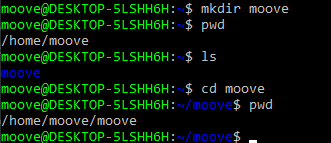 moove@DESKTOP-5LSHH6H:~$ mkdir moove
moove@DESKTOP-5LSHH6H:~$ pwd
/home/moove
moove@DESKTOP-5LSHH6H:~$ ls
moove
moove@DESKTOP-5LSHH6H:~$ cd moove
moove@DESKTOP-5LSHH6H:~/moove$ pwd
/home/moove/moove
moove@DESKTOP-5LSHH6H:~/moove$